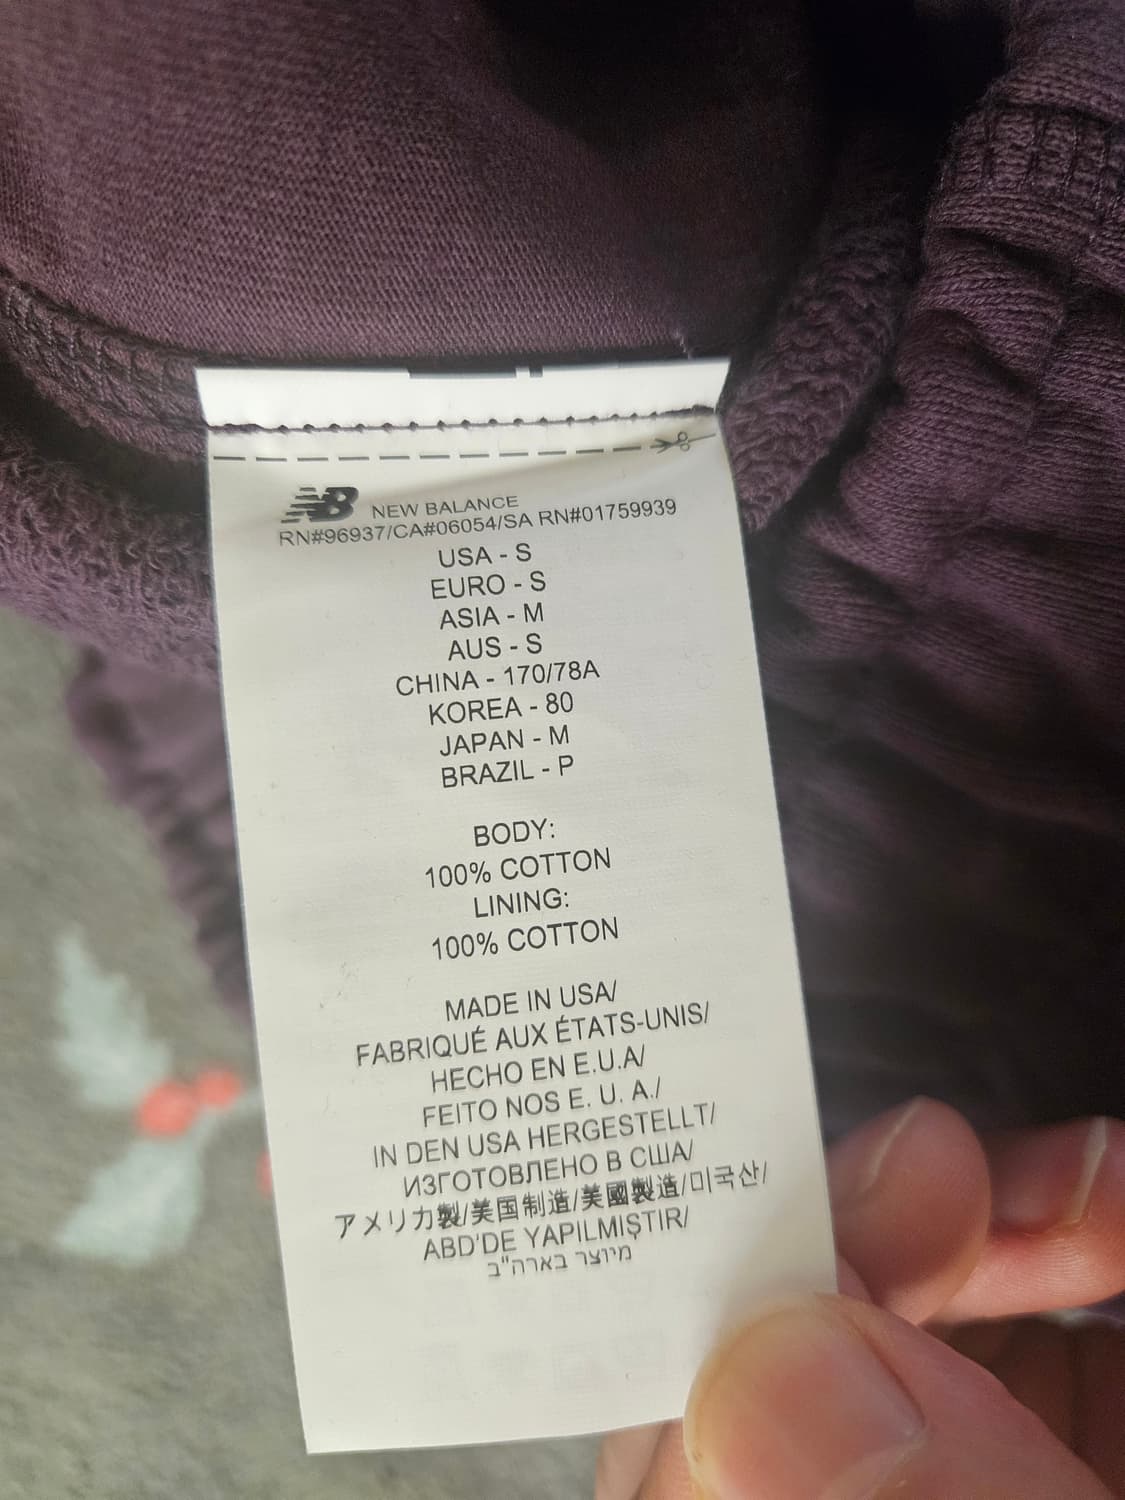 NB NEW BALANCE
RN#96937/CA#06054/SA RN#01759939
USA - S
EURO - S
ASIA - M
AUS - S
CHINA - 170/78A
KOREA - 80
JAPAN - M
BRAZIL - P
BODY:
100% COTTON
LINING:
100% COTTON
MADE IN USA/
FABRIQUÉ AUX ÉTATS-UNIS/
HECHO EN E.U.A/
FEITO NOS E. U. A./
IN DEN USA HERGESTELLT/
ИЗГОТОВЛЕНО В США/
アメリカ製/美国制造/美國製造/미국산/
ABD'DE YAPILMIŞTIR/
מיוצר בארה"ב